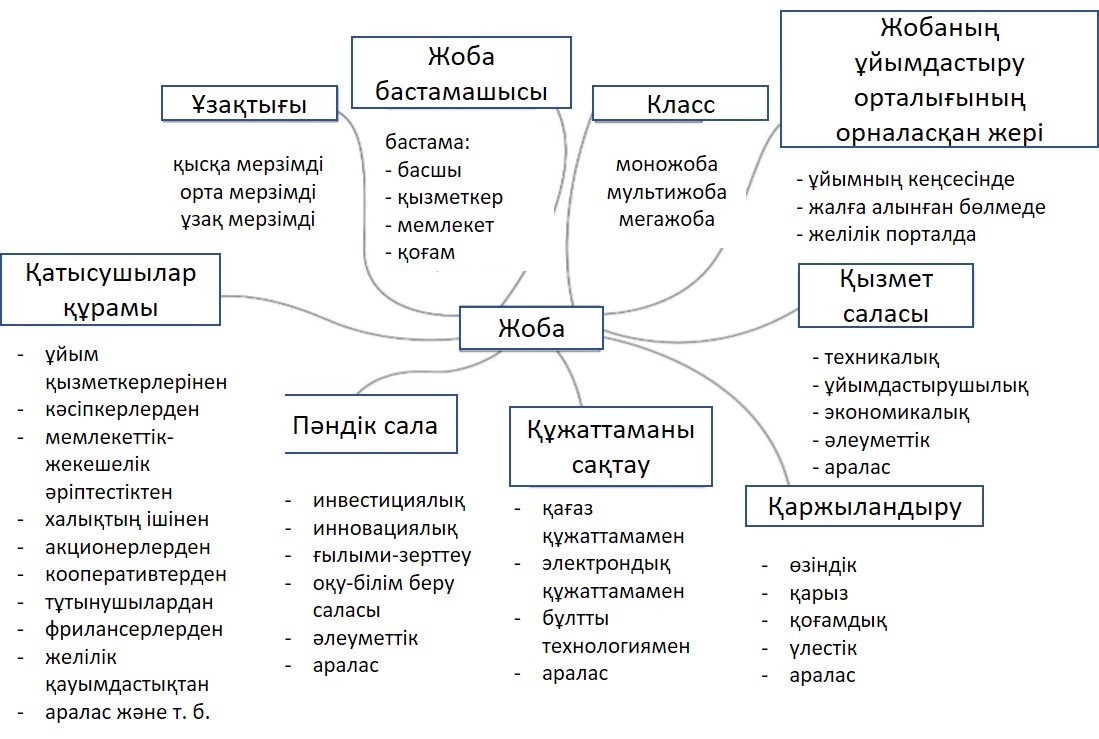 Ұзақтығы
қысқа мерзімді
орта мерзімді
ұзақ мерзімді
Жоба
бастамашысы
бастама:
- басшы
- қызметкер
- мемлекет
- қоғам
Класс
моножоба
мультижоба
мегажоба
Жобаның
ұйымдастыру
орталығының
орналасқан жері
- ұйымның кеңсесінде
- жалға алынған бөлмеде
- желілік порталда
Қатысушылар
құрамы
- ұйым
қызметкерлерінен
- кәсіпкерлерден
- мемлекеттік-
жекешелік
әріптестіктен
- халықтың ішінен
- акционерлерден
- кооперативтерден
- тұтынушылардан
- фрилансерлерден
- желілік
қауымдастықтан
- аралас және т. б.
Жоба
Қызмет
саласы
- техникалық
- ұйымдастырушылық
- экономикалық
- әлеуметтік
- аралас
Пәндік сала
- инвестициялық
- инновациялық
- ғылыми-зерттеу
- оқу-білім беру
саласы
- әлеуметтік
- аралас
Құжаттаманы
сақтау
- қағаз
құжаттамамен
- электрондық
құжаттамамен
- бұлтты
технологиямен
- аралас
Қаржыландыру
- өзіндік
- қарыз
- қоғамдық
- үлестік
- аралас